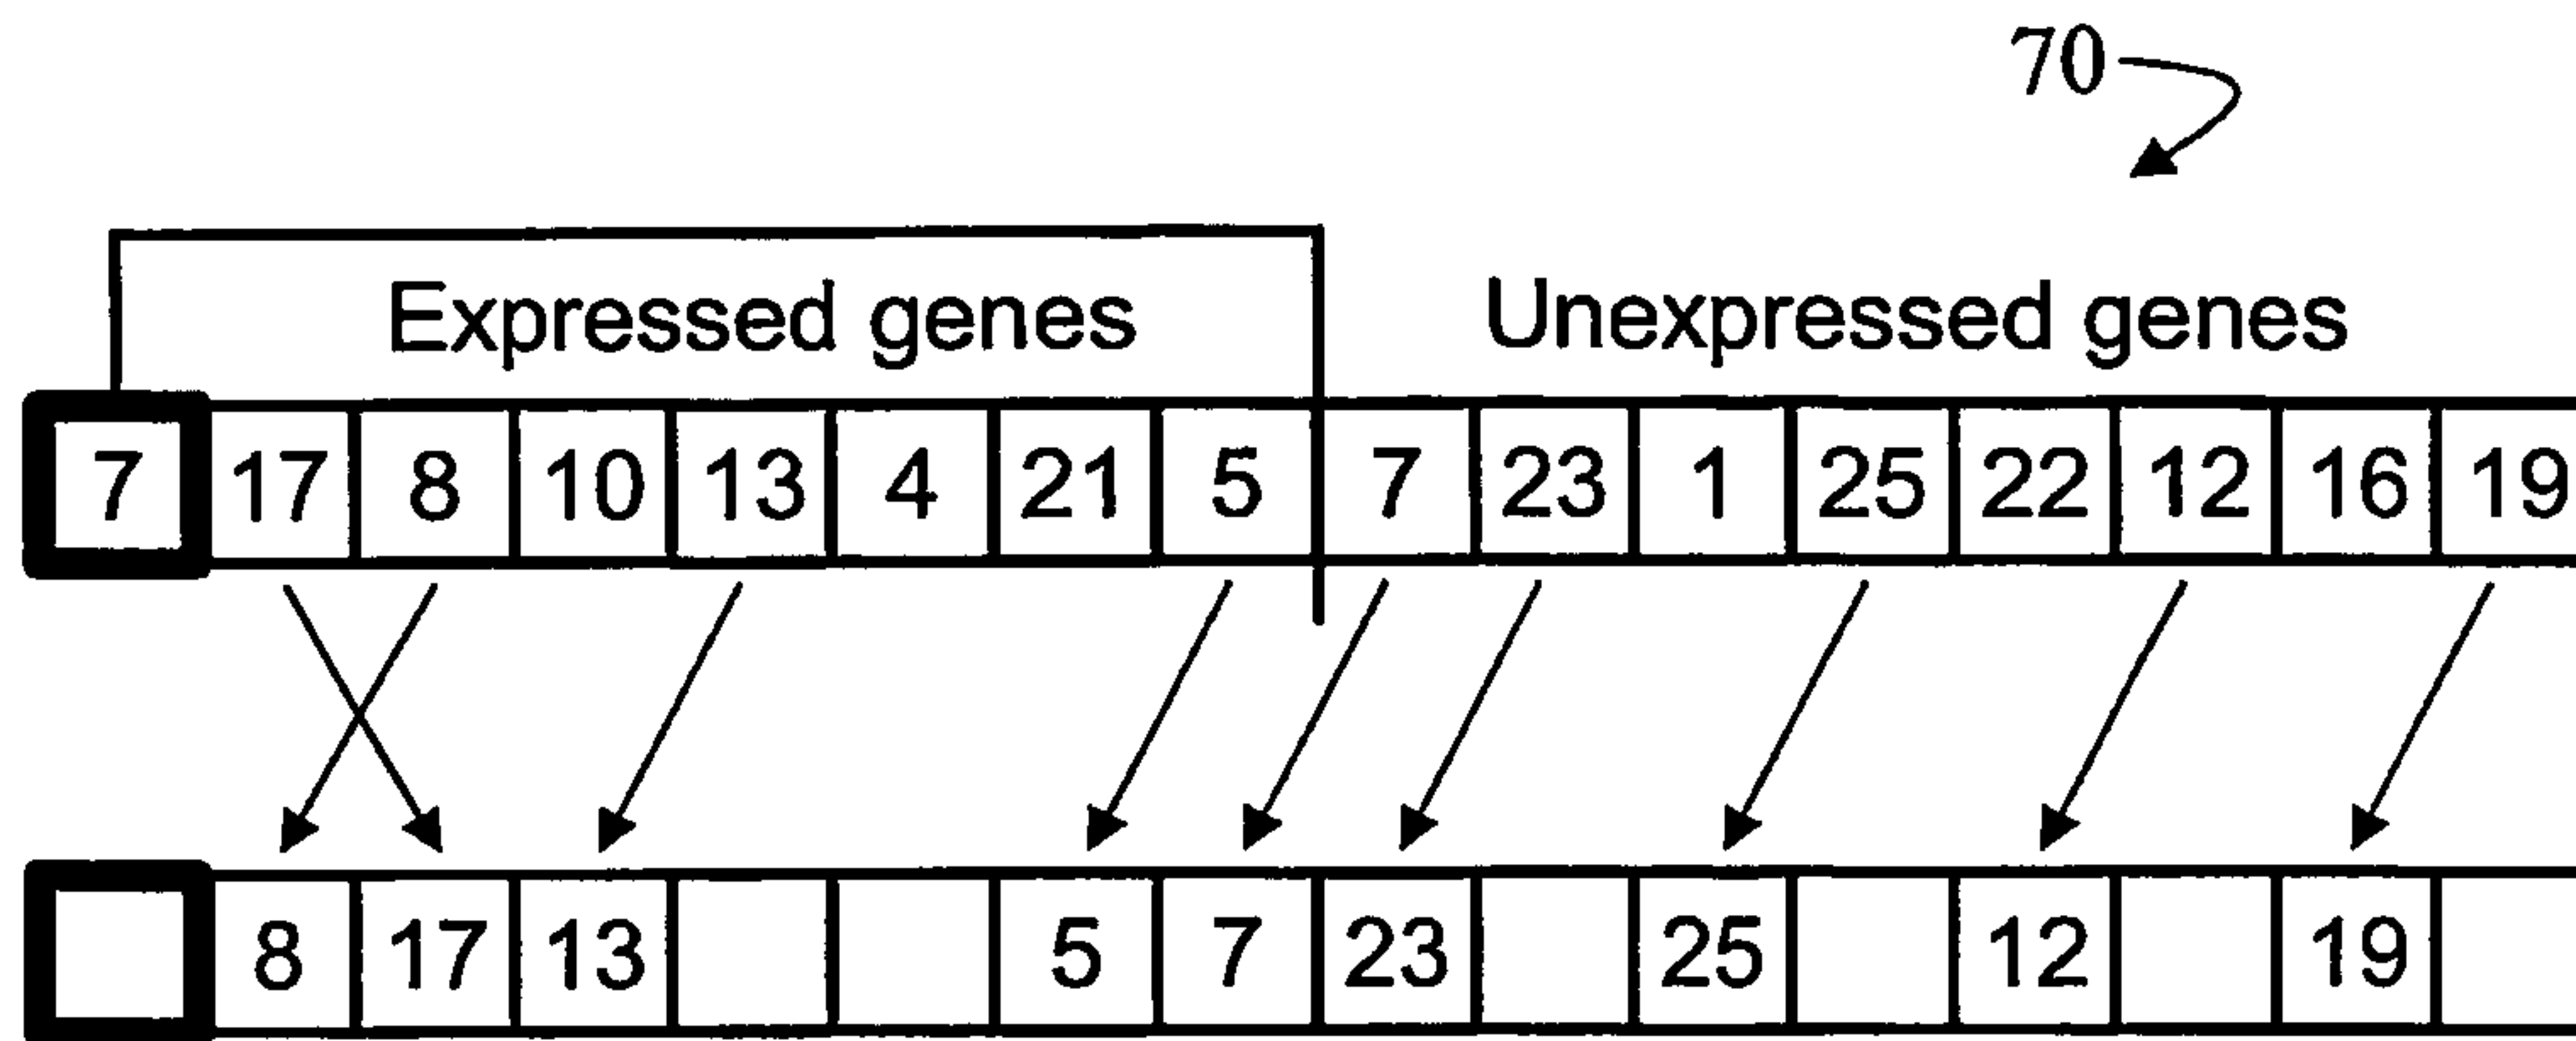 70
Expressed genes Unexpressed genes
7 17 8 10 13 4 21 5 7 23 1 25 22 12 16 19
8 17 13 5 7 23 25 12 19